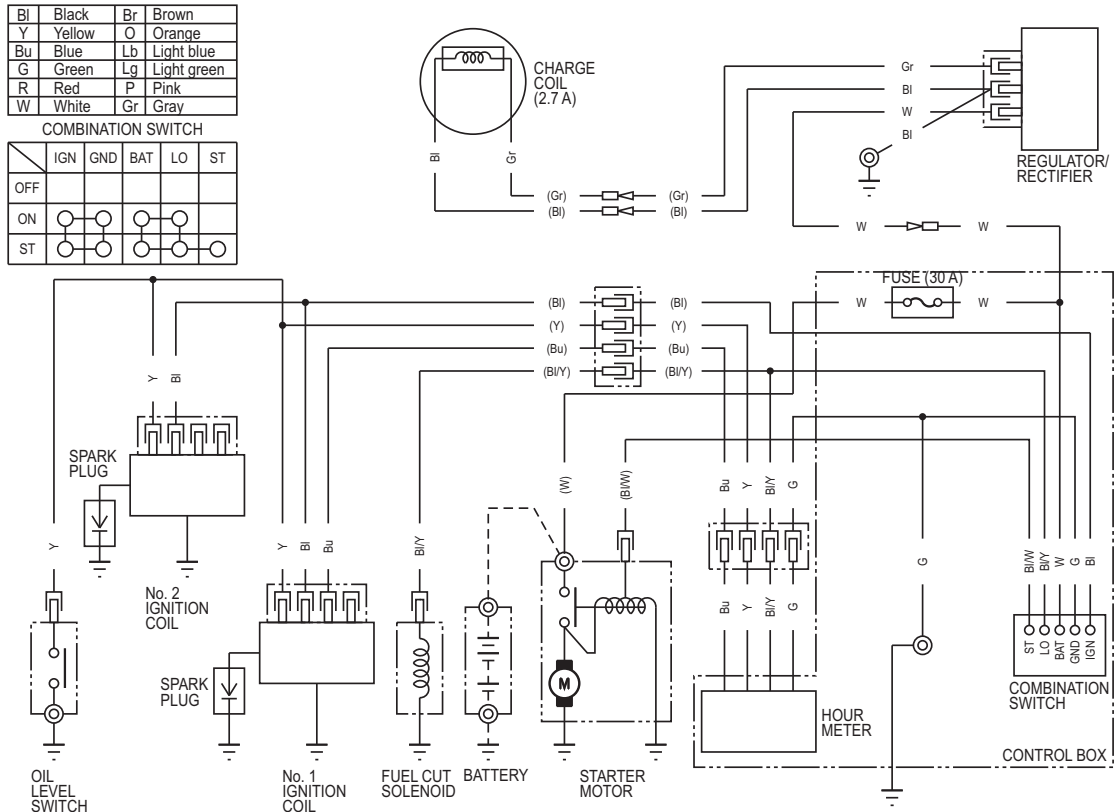 Bl Black Br Brown
Y Yellow O Orange
Bu Blue Lb Light blue
G Green Lg Light green
R Red P Pink
W White Gr Gray
COMBINATION SWITCH
IGN GND BAT LO ST
OFF
ON
ST
CHARGE
COIL
(2.7 A)
Bl
Gr
(Gr) (Gr)
(Bl) (Bl)
Gr
Bl
W
Bl
REGULATOR/
RECTIFIER
W W
FUSE (30 A)
W W
(Bl) (Bl)
(Y) (Y)
(Bu) (Bu)
(Bl/Y) (Bl/Y)
Y Bl
SPARK
PLUG
No. 2
IGNITION
COIL
Y
Y Bl Bu
Bl/Y
(W)
(Bl/W)
Bu Y Bl/Y G
Bu Y Bl/Y G
G
Bl/W Bl/Y W G Bl
ST LO BAT GND IGN
COMBINATION
SWITCH
SPARK
PLUG
M
HOUR
METER
CONTROL BOX
OIL
LEVEL
SWITCH
No. 1
IGNITION
COIL
FUEL CUT
SOLENOID
BATTERY
STARTER
MOTOR